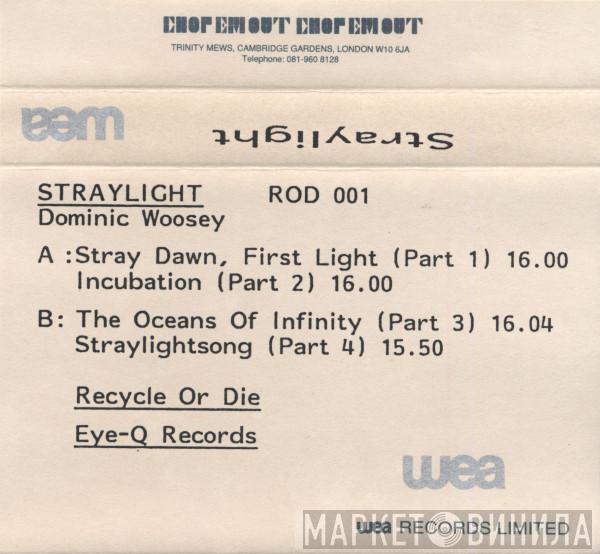 CHOP EM OUT CHOP EM OUT
TRINITY MEWS, CAMBRIDGE GARDENS, LONDON W10 6JA
Telephone: 081-960 8128
wea
Straylight
STRAYLIGHT ROD 001
Dominic Woosey
A :Stray Dawn, First Light (Part 1) 16.00
Incubation (Part 2) 16.00
B: The Oceans Of Infinity (Part 3) 16.04
Straylightsong (Part 4) 15.50
Recycle Or Die
Eye-Q Records
wea
wea RECORDS LIMITED
МАРКЕТ ВИНИЛА